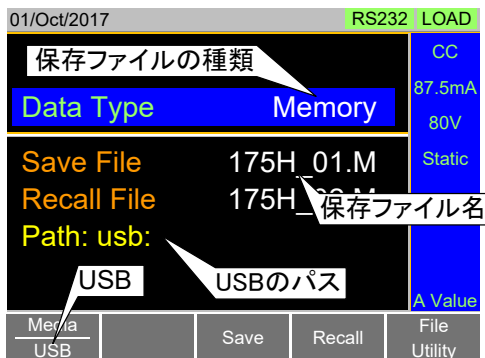 01/Oct/2017 RS232 LOAD
保存ファイルの種類
CC
87.5mA
80V
Static
Data Type Memory
Save File 175H_01.M
Recall File 175H
保存ファイル名
Path: usb:
USB
USBのパス
A Value
Media
USB
Save
Recall
File
Utility